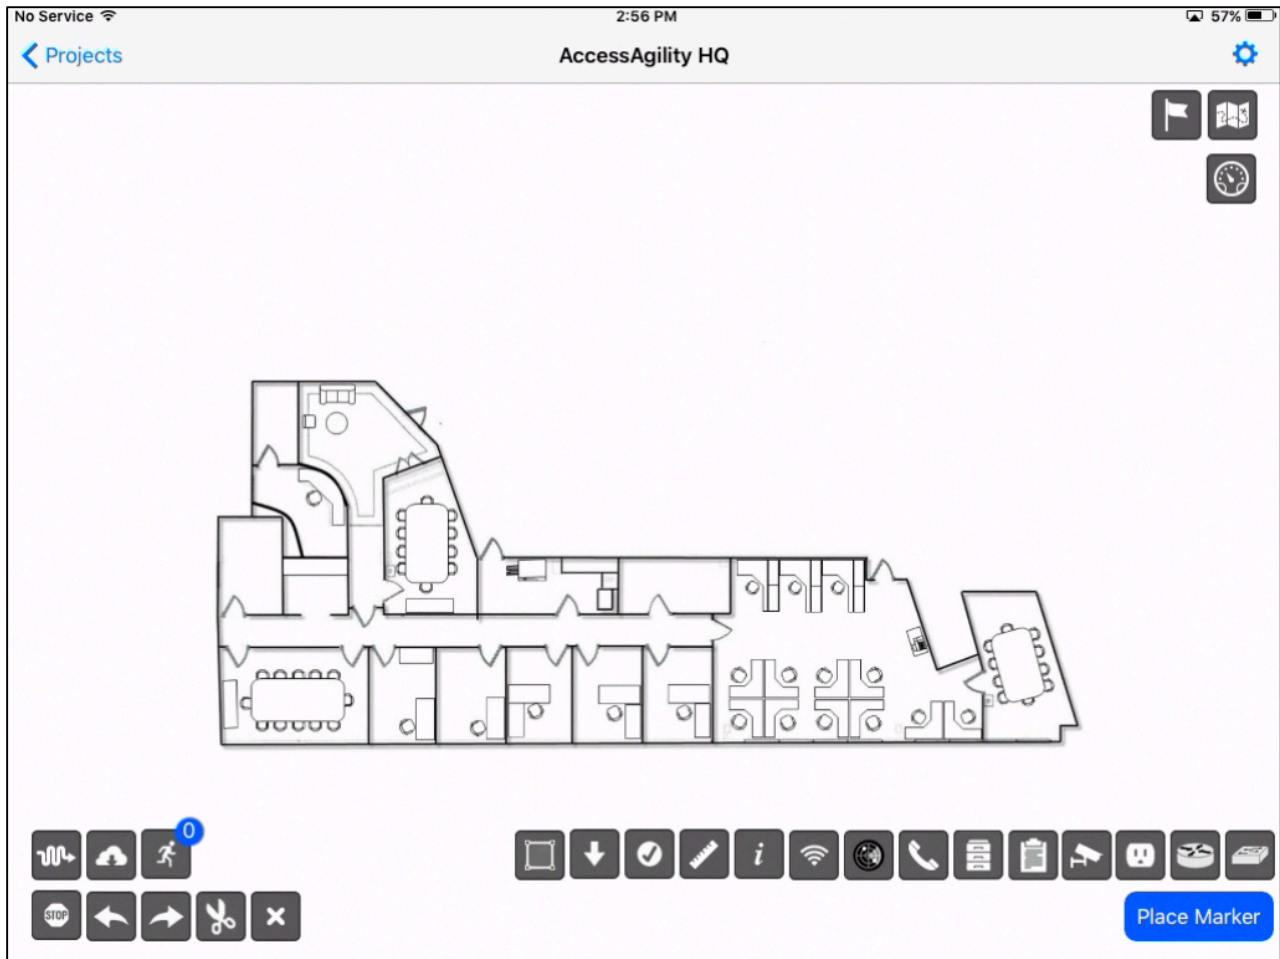 No Service 2:56 PM 57%
Projects AccessAgility HQ
0
i
STOP
Place Marker